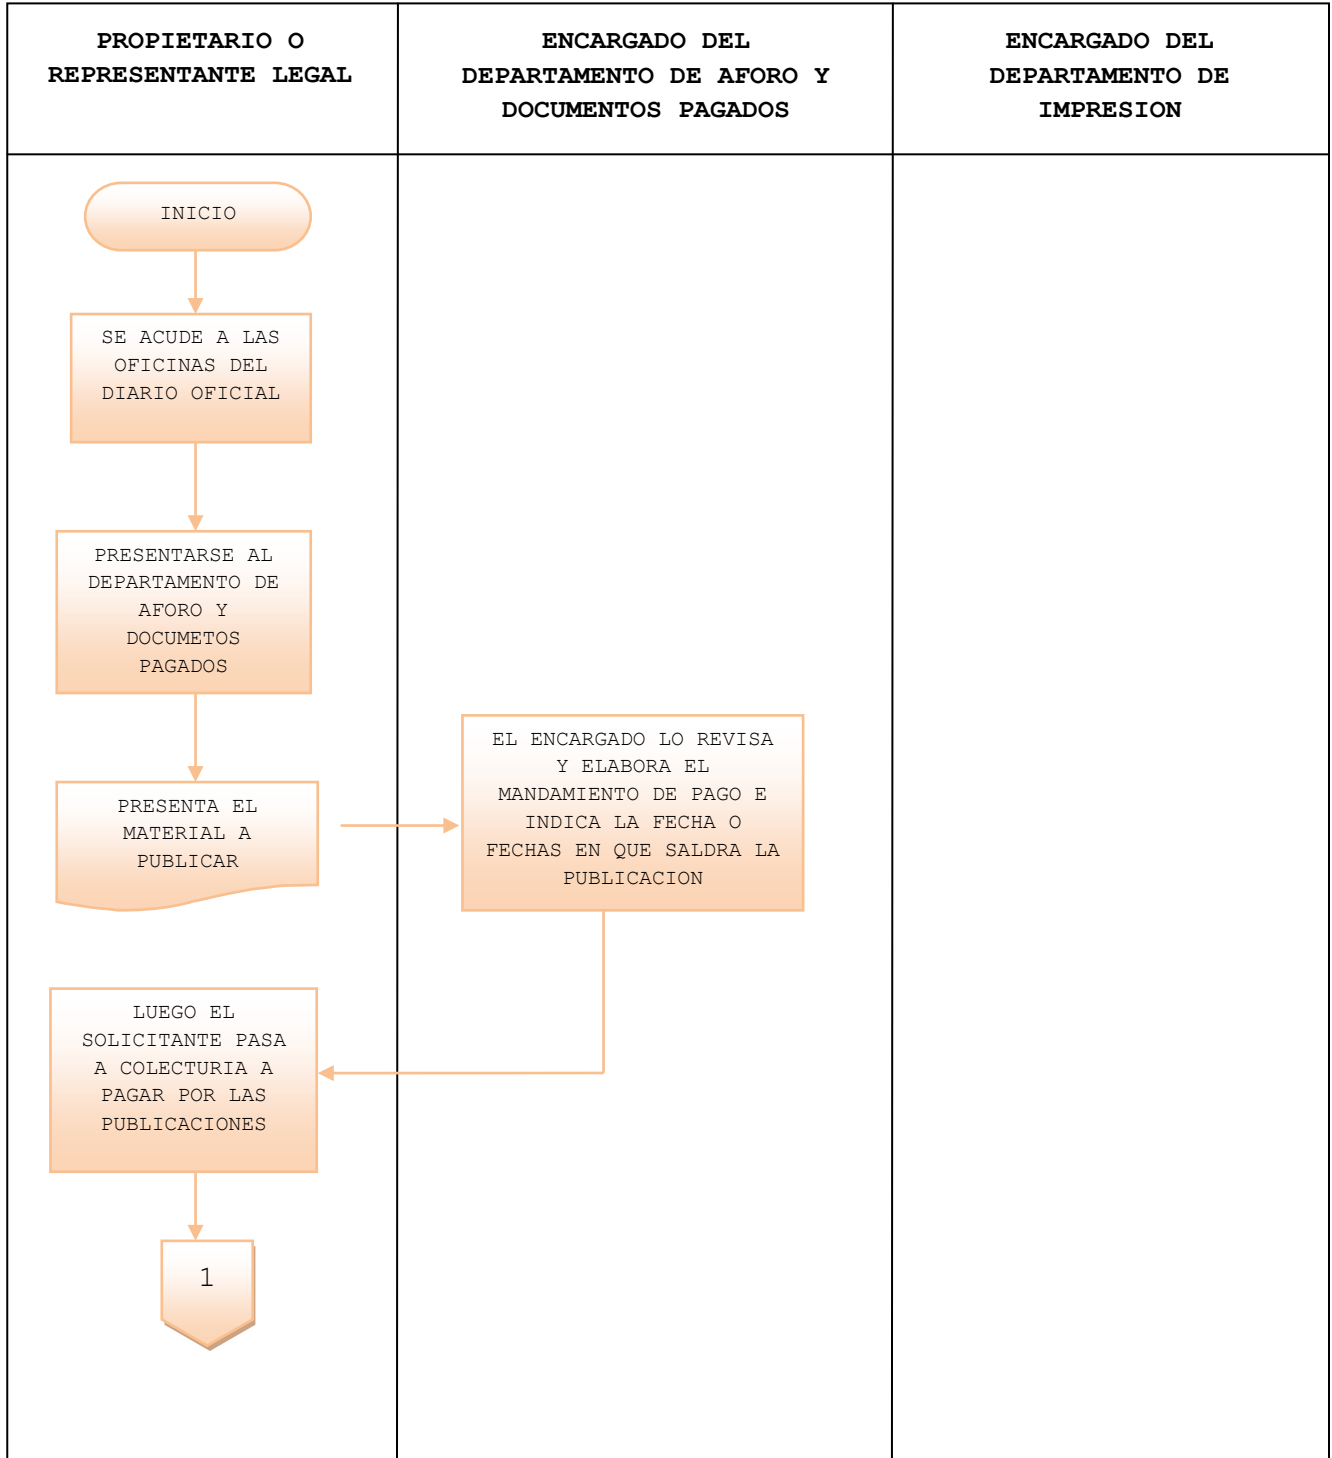 PROPIETARIO O
REPRESENTANTE LEGAL
ENCARGADO DEL
DEPARTAMENTO DE AFORO Y
DOCUMENTOS PAGADOS
ENCARGADO DEL
DEPARTAMENTO DE
IMPRESION
INICIO
SE ACUDE A LAS
OFICINAS DEL
DIARIO OFICIAL
PRESENTARSE AL
DEPARTAMENTO DE
AFORO Y
DOCUMETOS
PAGADOS
PRESENTA EL
MATERIAL A
PUBLICAR
EL ENCARGADO LO REVISA
Y ELABORA EL
MANDAMIENTO DE PAGO E
INDICA LA FECHA O
FECHAS EN QUE SALDRA LA
PUBLICACION
LUEGO EL
SOLICITANTE PASA
A COLECTURIA A
PAGAR POR LAS
PUBLICACIONES
1